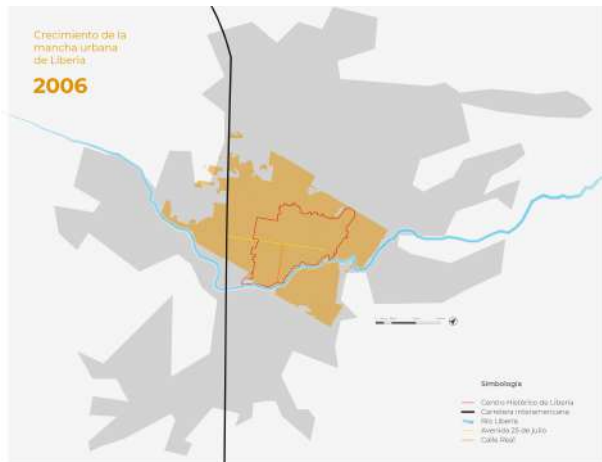 Crecimiento de la
mancha urbana
de Liberia
2006
Simbología
Centro Histórico de Liberia
Carretera Interamericana
Río Liberia
Avenida 25 de julio
Calle Real